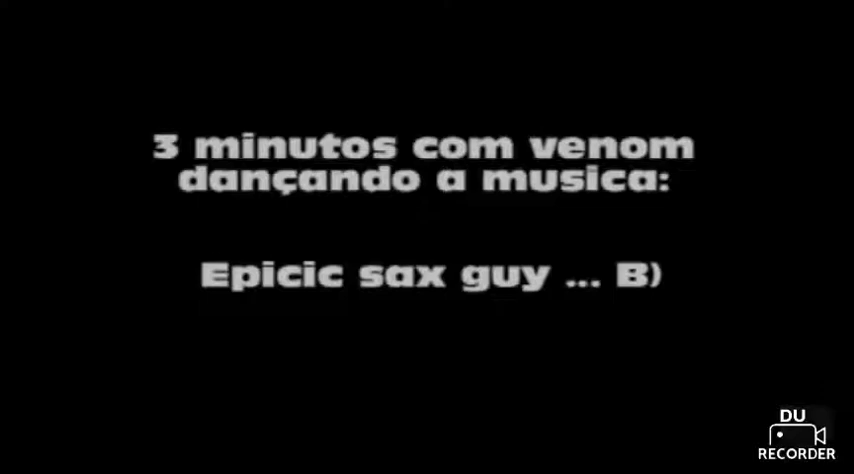 3 minutos com venom
dançando a musica:
Epicic sax guy ... B)
DU
RECORDER